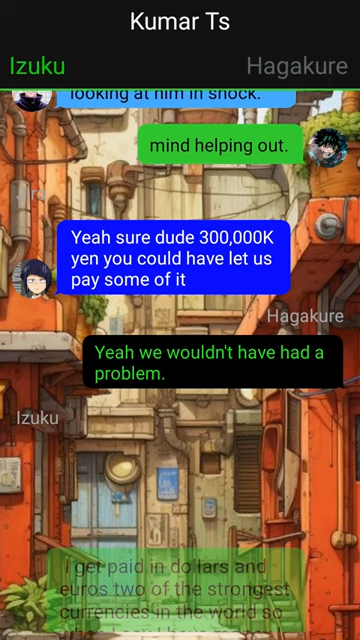 Kumar Ts
Izuku
Hagakure
looking at him in shock.
mind helping out.
Yeah sure dude 300,000K
yen you could have let us
pay some of it
Hagakure
Yeah we wouldn't have had a
problem.
Izuku
I get paid in dollars and
euros two of the strongest
currencies in the world so